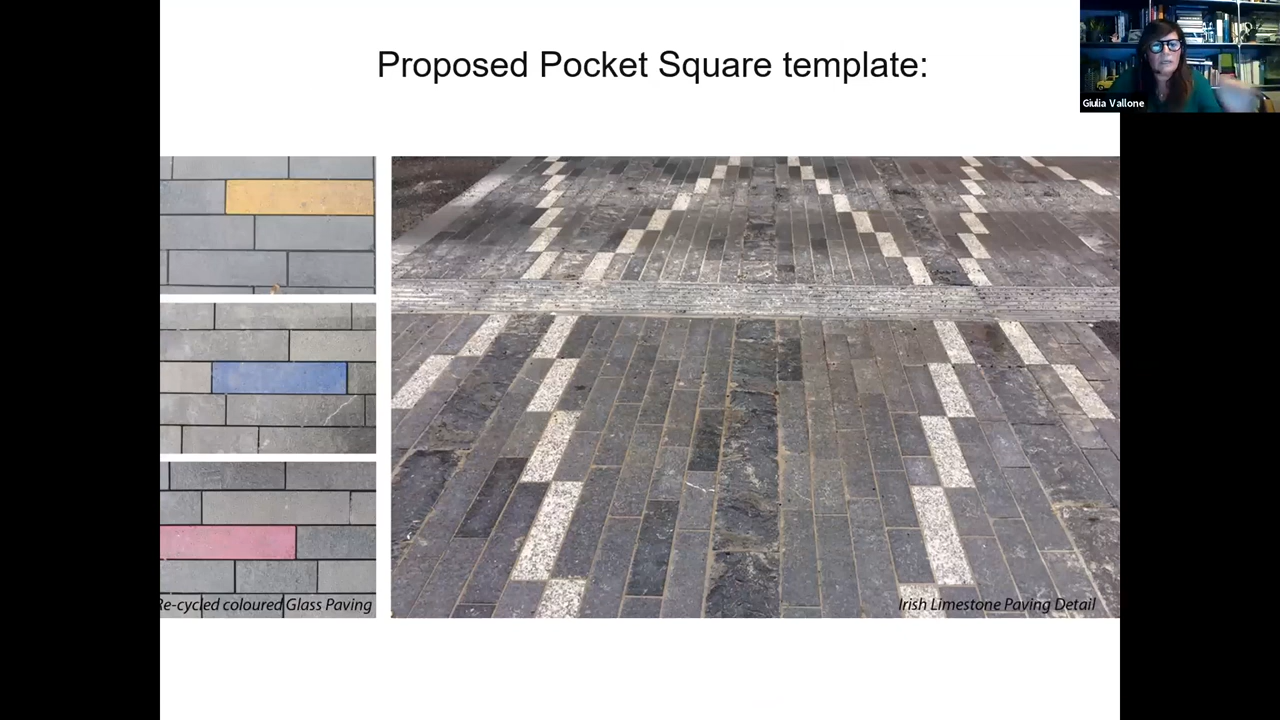 Proposed Pocket Square template:
Giulia Vallone
Re-cycled coloured Glass Paving
Irish Limestone Paving Detail